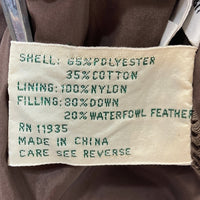 SHELL: 65%POLYESTER
35%COTTON
LINING: 100%NYLON
FILLING: 80%DOWN
20%WATERFOWL FEATHER
RN 11935
MADE IN CHINA
CARE SEE REVERSE